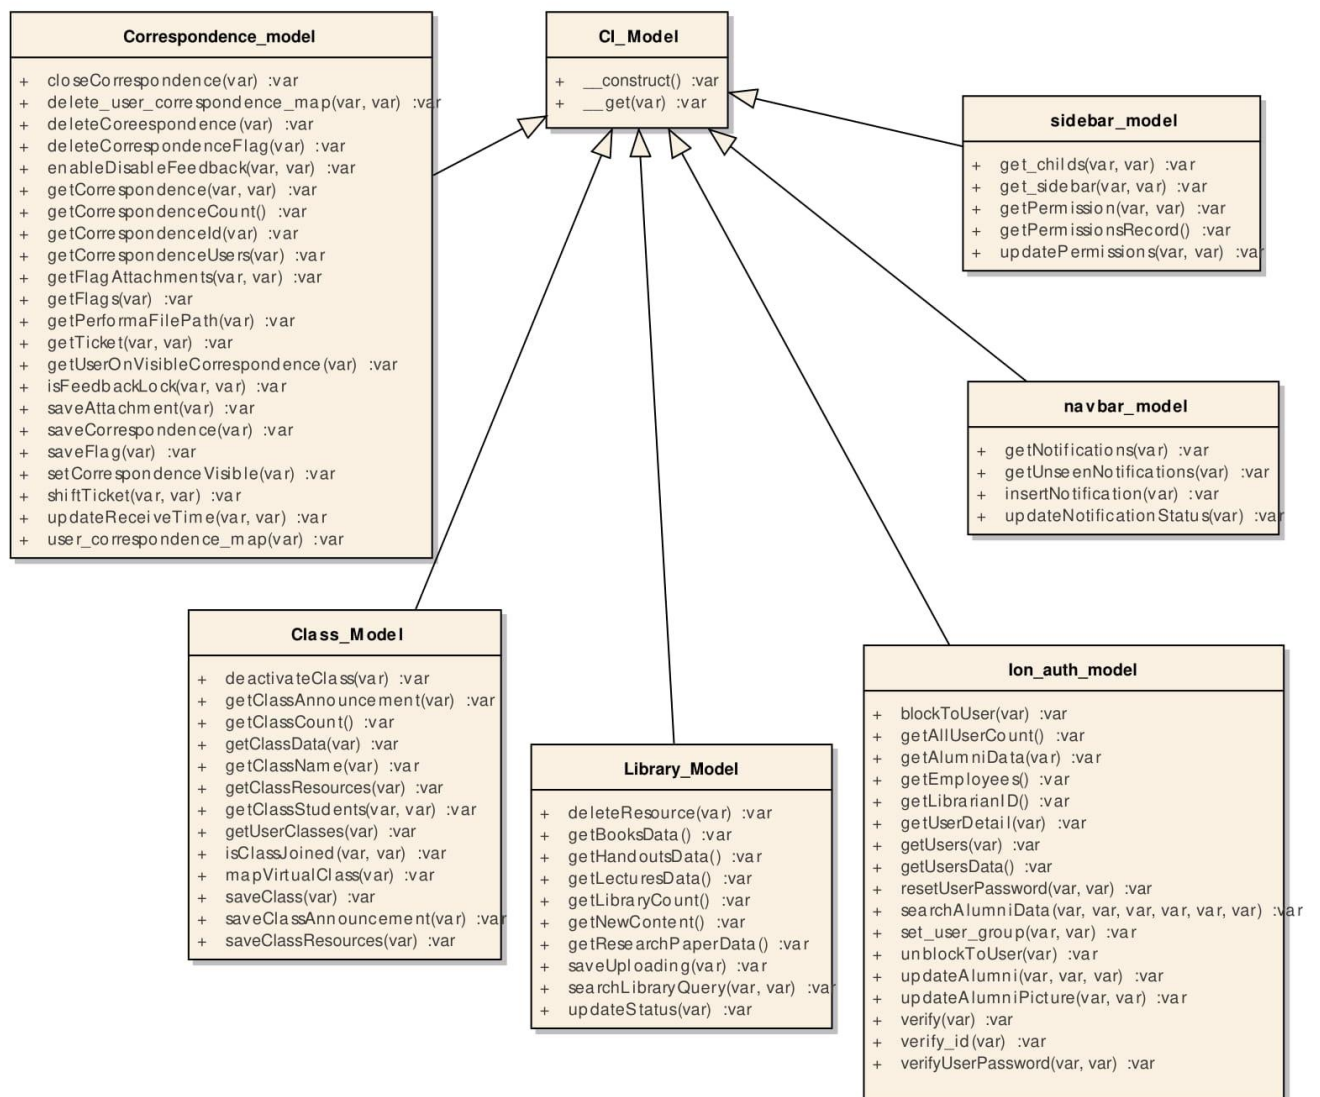 Correspondence_model
+ closeCorrespondence(var) :var
+ delete_user_correspondence_map(var, var) :var
+ deleteCoreespondence(var) :var
+ deleteCorrespondenceFlag(var) :var
+ enableDisableFeedback(var, var) :var
+ getCorrespondence(var, var) :var
+ getCorrespondenceCount() :var
+ getCorrespondenceId(var) :var
+ getCorrespondenceUsers(var) :var
+ getFlagAttachments(var, var) :var
+ getFlags(var) :var
+ getPerformaFilePath(var) :var
+ getTicket(var, var) :var
+ getUserOnVisibleCorrespondence(var) :var
+ isFeedbackLock(var, var) :var
+ saveAttachment(var) :var
+ saveCorrespondence(var) :var
+ saveFlag(var) :var
+ setCorrespondenceVisible(var) :var
+ shiftTicket(var, var) :var
+ updateReceiveTime(var, var) :var
+ user_correspondence_map(var) :var
CI_Model
+ __construct() :var
+ __get(var) :var
sidebar_model
+ get_childs(var, var) :var
+ get_sidebar(var, var) :var
+ getPermission(var, var) :var
+ getPermissionsRecord() :var
+ updatePermissions(var, var) :var
navbar_model
+ getNotifications(var) :var
+ getUnseenNotifications(var) :var
+ insertNotification(var) :var
+ updateNotificationStatus(var) :var
Class_Model
+ deactivateClass(var) :var
+ getClassAnnouncement(var) :var
+ getClassCount() :var
+ getClassData(var) :var
+ getClassName(var) :var
+ getClassResources(var) :var
+ getClassStudents(var, var) :var
+ getUserClasses(var) :var
+ isClassJoined(var, var) :var
+ mapVirtualClass(var) :var
+ saveClass(var) :var
+ saveClassAnnouncement(var) :var
+ saveClassResources(var) :var
Library_Model
+ deleteResource(var) :var
+ getBooksData() :var
+ getHandoutsData() :var
+ getLecturesData() :var
+ getLibraryCount() :var
+ getNewContent() :var
+ getResearchPaperData() :var
+ saveUploading(var) :var
+ searchLibraryQuery(var, var) :var
+ updateStatus(var) :var
Ion_auth_model
+ blockToUser(var) :var
+ getAllUserCount() :var
+ getAlumniData(var) :var
+ getEmployees() :var
+ getLibrarianID() :var
+ getUserDetail(var) :var
+ getUsers(var) :var
+ getUsersData() :var
+ resetUserPassword(var, var) :var
+ searchAlumniData(var, var, var, var, var, var) :var
+ set_user_group(var, var) :var
+ unblockToUser(var) :var
+ updateAlumni(var, var, var) :var
+ updateAlumniPicture(var, var) :var
+ verify(var) :var
+ verify_id(var) :var
+ verifyUserPassword(var, var) :var